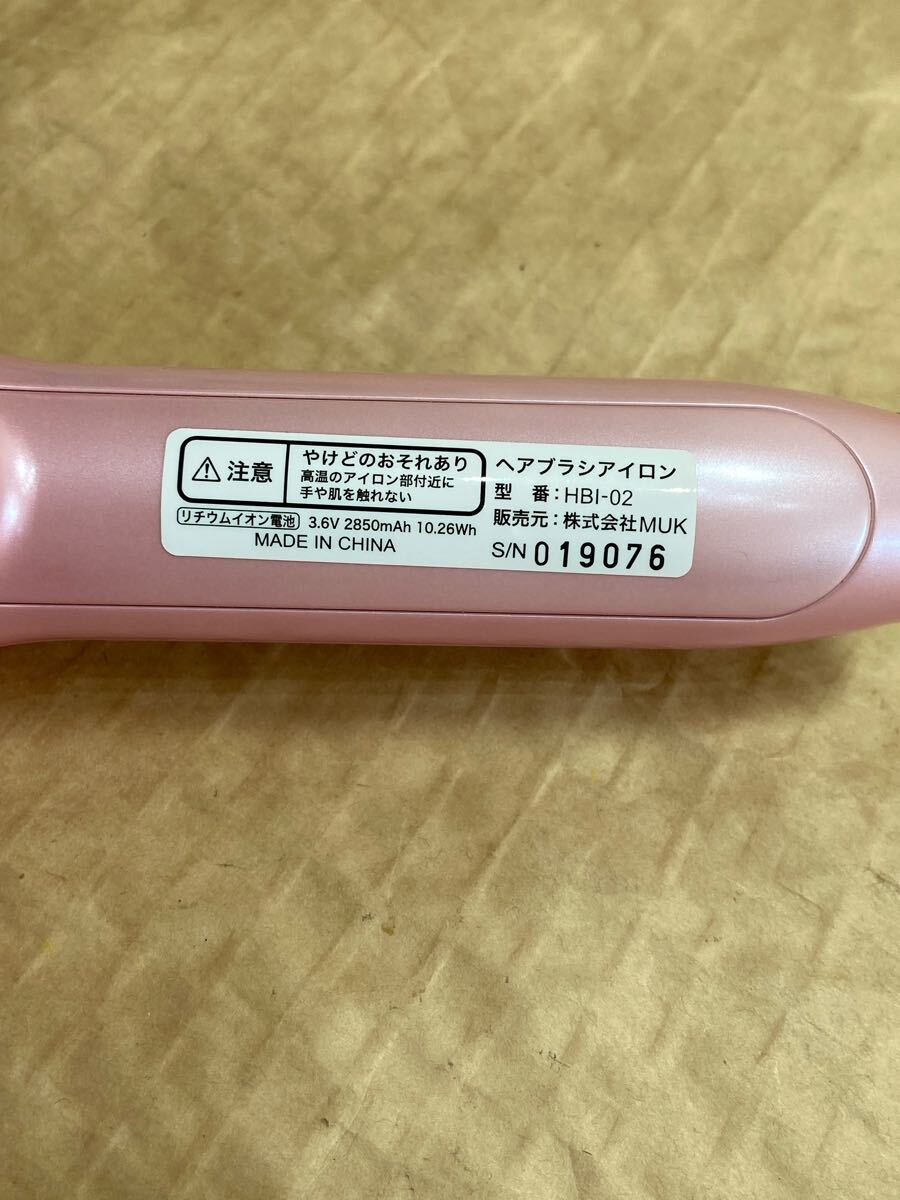 ⚠ 注意
やけどのおそれあり
高温のアイロン部付近に
手や肌を触れない
リチウムイオン電池 3.6V 2850mAh 10.26Wh
MADE IN CHINA
ヘアブラシアイロン
型 番：HBI-02
販売元：株式会社MUK
S/N 019076